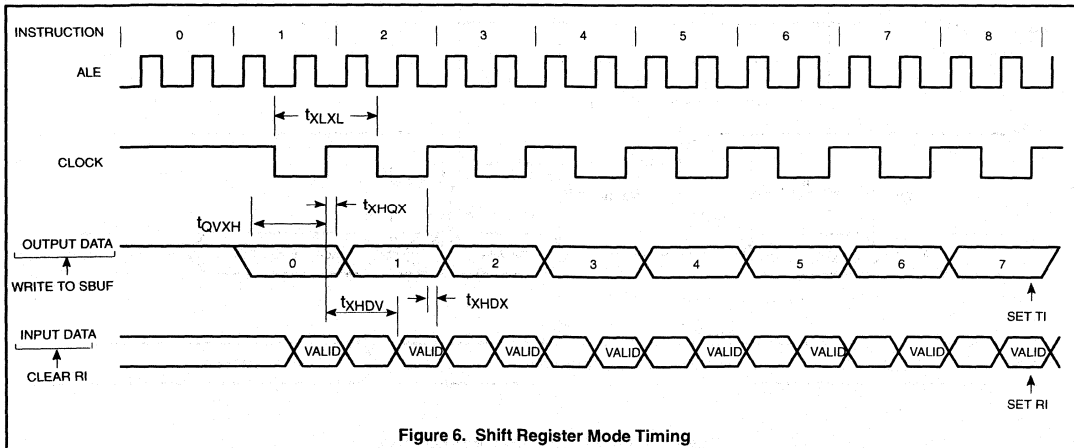 INSTRUCTION 0 1 2 3 4 5 6 7 8
ALE
tXLXL
CLOCK
tQVXH tXHQX
OUTPUT DATA 0 1 2 3 4 5 6 7
WRITE TO SBUF
tXHDV tXHDX
SET TI
INPUT DATA VALID VALID VALID VALID VALID VALID VALID VALID
CLEAR RI
SET RI
Figure 6. Shift Register Mode Timing